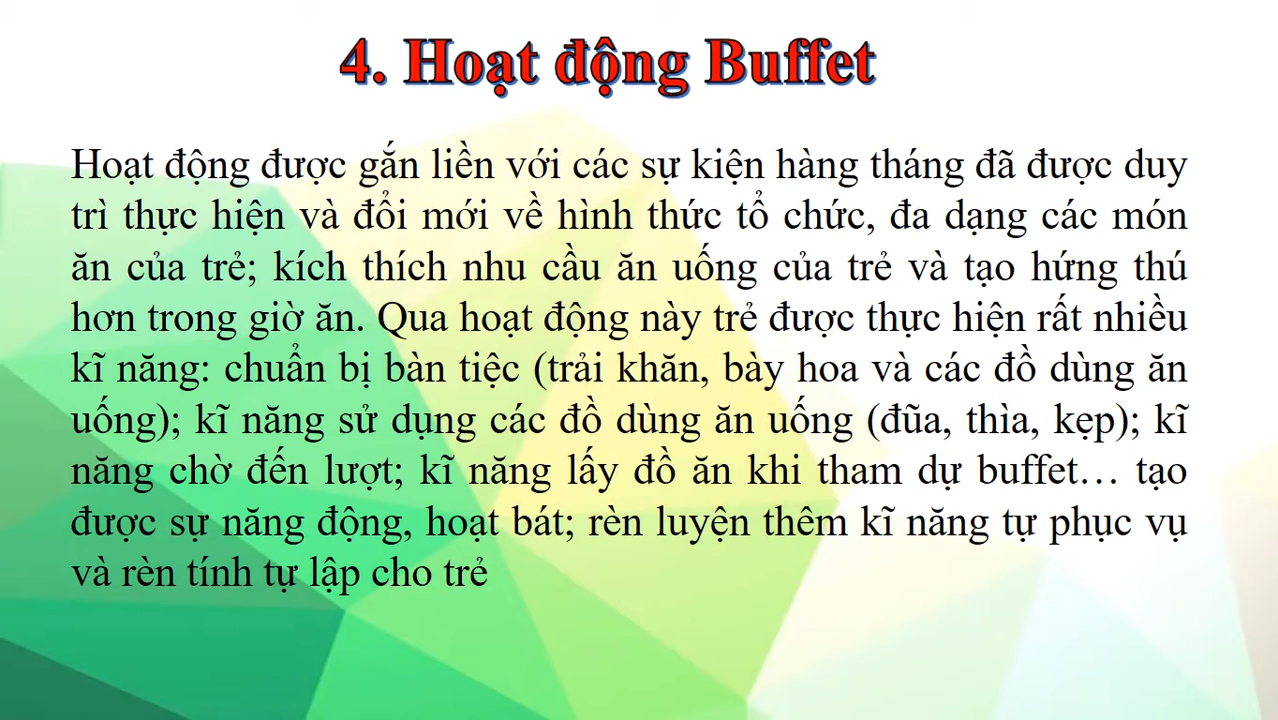 4. Hoạt động Buffet
Hoạt động được gắn liền với các sự kiện hàng tháng đã được duy
trì thực hiện và đổi mới về hình thức tổ chức, đa dạng các món
ăn của trẻ; kích thích nhu cầu ăn uống của trẻ và tạo hứng thú
hơn trong giờ ăn. Qua hoạt động này trẻ được thực hiện rất nhiều
kĩ năng: chuẩn bị bàn tiệc (trải khăn, bày hoa và các đồ dùng ăn
uống); kĩ năng sử dụng các đồ dùng ăn uống (đũa, thìa, kẹp); kĩ
năng chờ đến lượt; kĩ năng lấy đồ ăn khi tham dự buffet… tạo
được sự năng động, hoạt bát; rèn luyện thêm kĩ năng tự phục vụ
và rèn tính tự lập cho trẻ